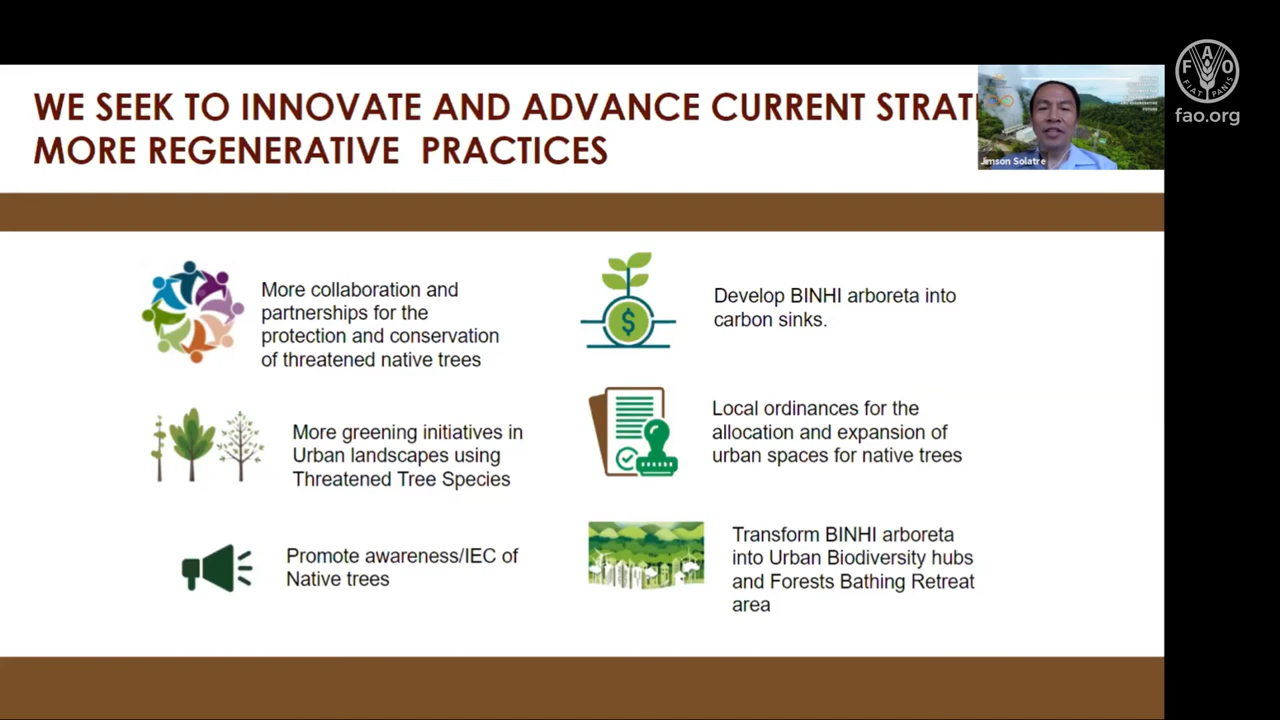 WE SEEK TO INNOVATE AND ADVANCE CURRENT
MORE REGENERATIVE PRACTICES
Jimson Solatre
FAO
FIAT PANIS
fao.org
More collaboration and
partnerships for the
protection and conservation
of threatened native trees
More greening initiatives in
Urban landscapes using
Threatened Tree Species
Promote awareness/IEC of
Native trees
$
Develop BINHI arboreta into
carbon sinks.
Local ordinances for the
allocation and expansion of
urban spaces for native trees
Transform BINHI arboreta
into Urban Biodiversity hubs
and Forests Bathing Retreat
area